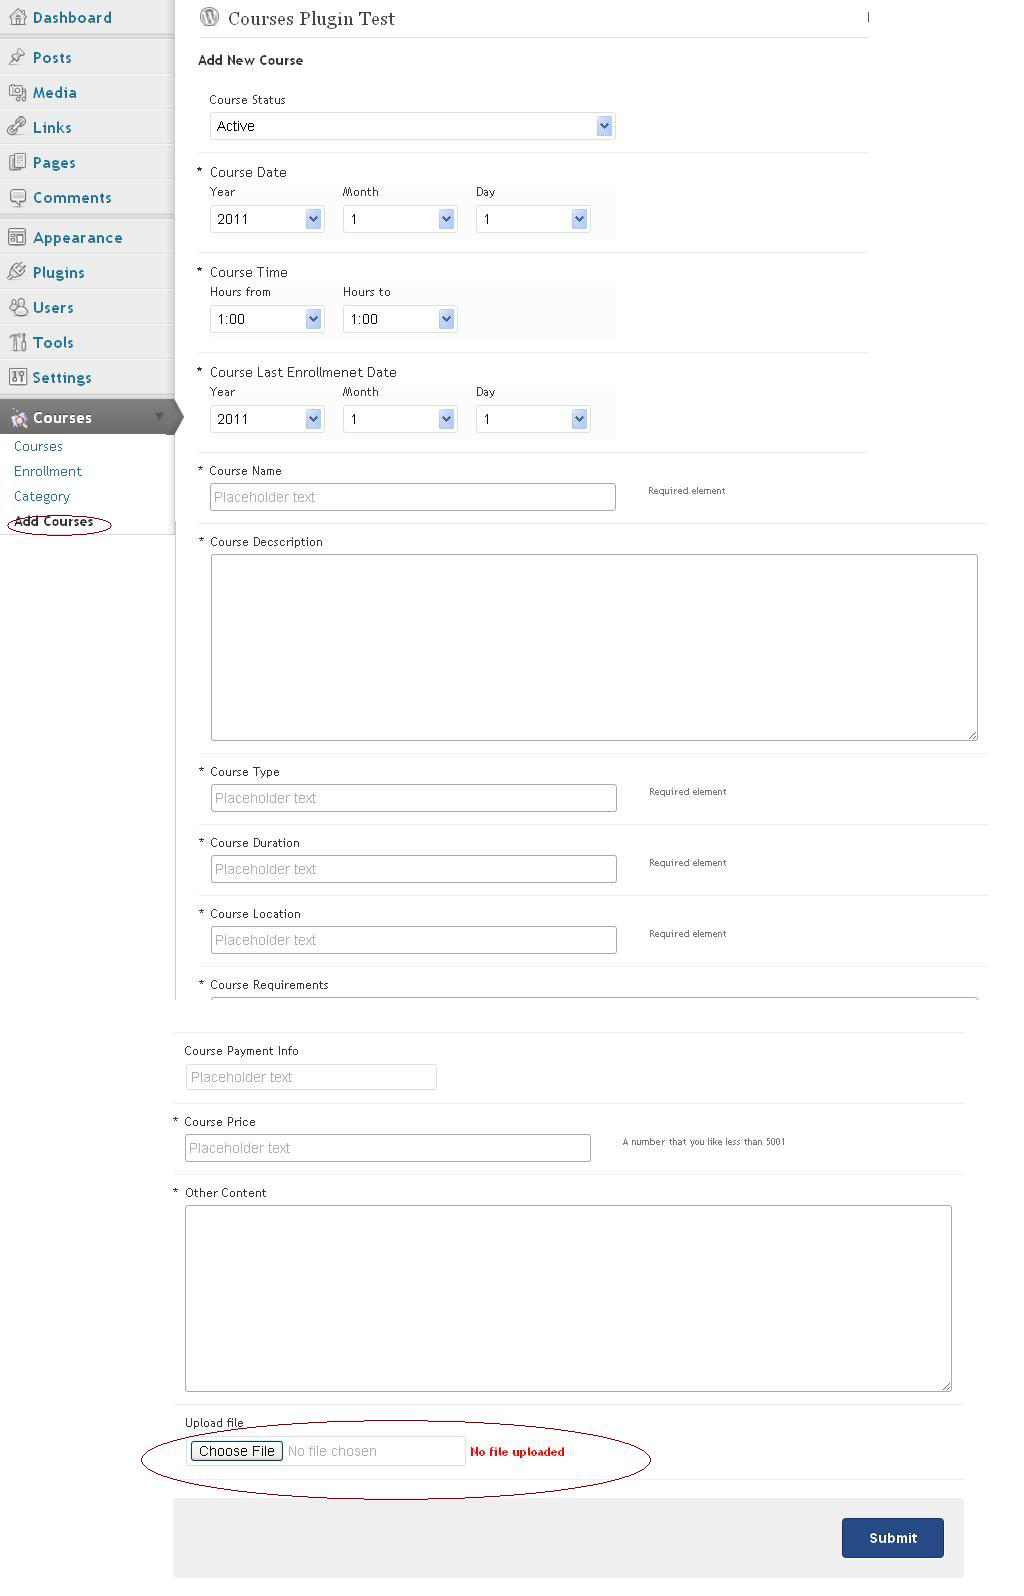 Dashboard
Posts
Media
Links
Pages
Comments
Appearance
Plugins
Users
Tools
Settings
Courses
Courses
Enrollment
Category
Add Courses
Courses Plugin Test
Add New Course
Course Status
Active
* Course Date
Year Month Day
2011 1 1
* Course Time
Hours from Hours to
1:00 1:00
* Course Last Enrollmenet Date
Year Month Day
2011 1 1
* Course Name
Placeholder text Required element
* Course Decscription
* Course Type
Placeholder text Required element
* Course Duration
Placeholder text Required element
* Course Location
Placeholder text Required element
* Course Requirements
Course Payment Info
Placeholder text
* Course Price
Placeholder text A number that you like less than 5001
* Other Content
Upload file
Choose File No file chosen No file uploaded
Submit